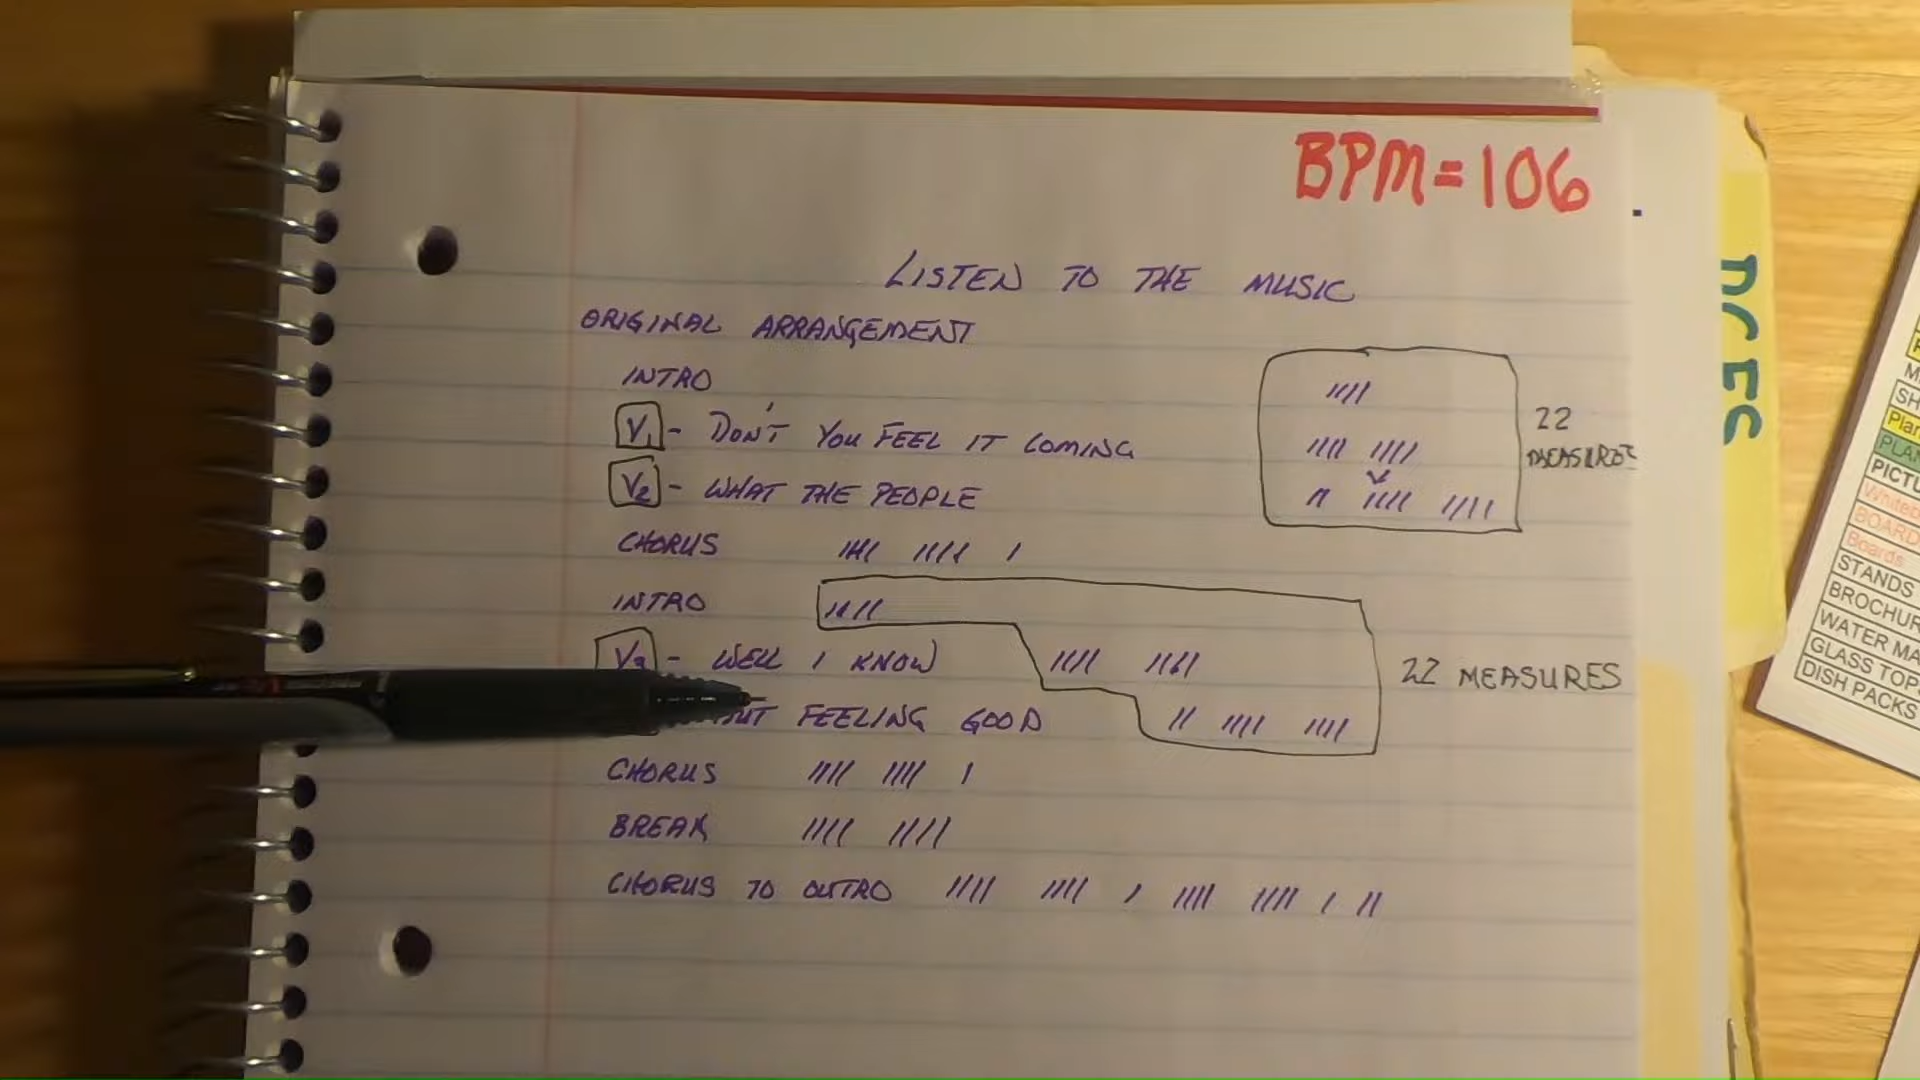 BPM=106
LISTEN TO THE MUSIC
ORIGINAL ARRANGEMENT
INTRO ////
V1 - DON'T YOU FEEL IT COMING //// ////
V2 - WHAT THE PEOPLE // //// ////
22 MEASURES
CHORUS //// //// /
INTRO ////
V3 - WELL I KNOW //// ////
FEELING GOOD // //// ////
22 MEASURES
CHORUS //// //// /
BREAK //// ////
CHORUS TO OUTRO //// //// / //// //// / //
STANDS
BROCHUR
WATER MA
GLASS TOP
DISH PACKS
PICTU
Boards